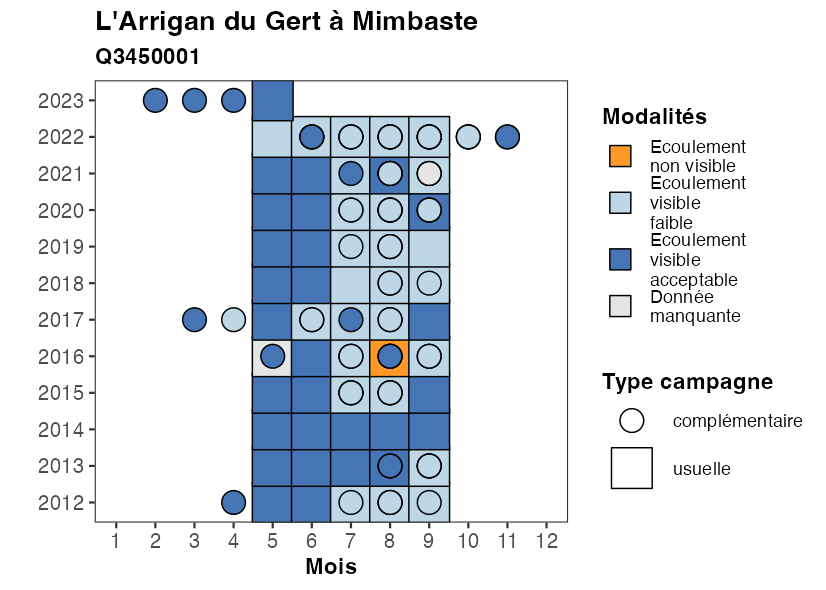 L'Arrigan du Gert à Mimbaste
Q3450001
2023
2022
2021
2020
2019
2018
2017
2016
2015
2014
2013
2012
1 2 3 4 5 6 7 8 9 10 11 12
Mois
Modalités
Ecoulement
non visible
Ecoulement
visible
faible
Ecoulement
visible
acceptable
Donnée
manquante
Type campagne
complémentaire
usuelle